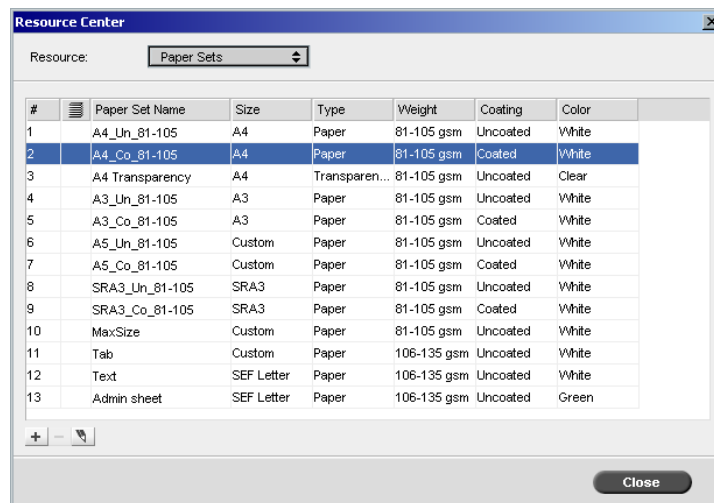 Resource Center
Resource: Paper Sets
# Paper Set Name Size Type Weight Coating Color
1 A4_Un_81-105 A4 Paper 81-105 gsm Uncoated White
2 A4_Co_81-105 A4 Paper 81-105 gsm Coated White
3 A4 Transparency A4 Transparen... 81-105 gsm Uncoated Clear
4 A3_Un_81-105 A3 Paper 81-105 gsm Uncoated White
5 A3_Co_81-105 A3 Paper 81-105 gsm Coated White
6 A5_Un_81-105 Custom Paper 81-105 gsm Uncoated White
7 A5_Co_81-105 Custom Paper 81-105 gsm Coated White
8 SRA3_Un_81-105 SRA3 Paper 81-105 gsm Uncoated White
9 SRA3_Co_81-105 SRA3 Paper 81-105 gsm Coated White
10 MaxSize Custom Paper 81-105 gsm Uncoated White
11 Tab Custom Paper 106-135 gsm Uncoated White
12 Text SEF Letter Paper 106-135 gsm Uncoated White
13 Admin sheet SEF Letter Paper 106-135 gsm Uncoated Green
Close